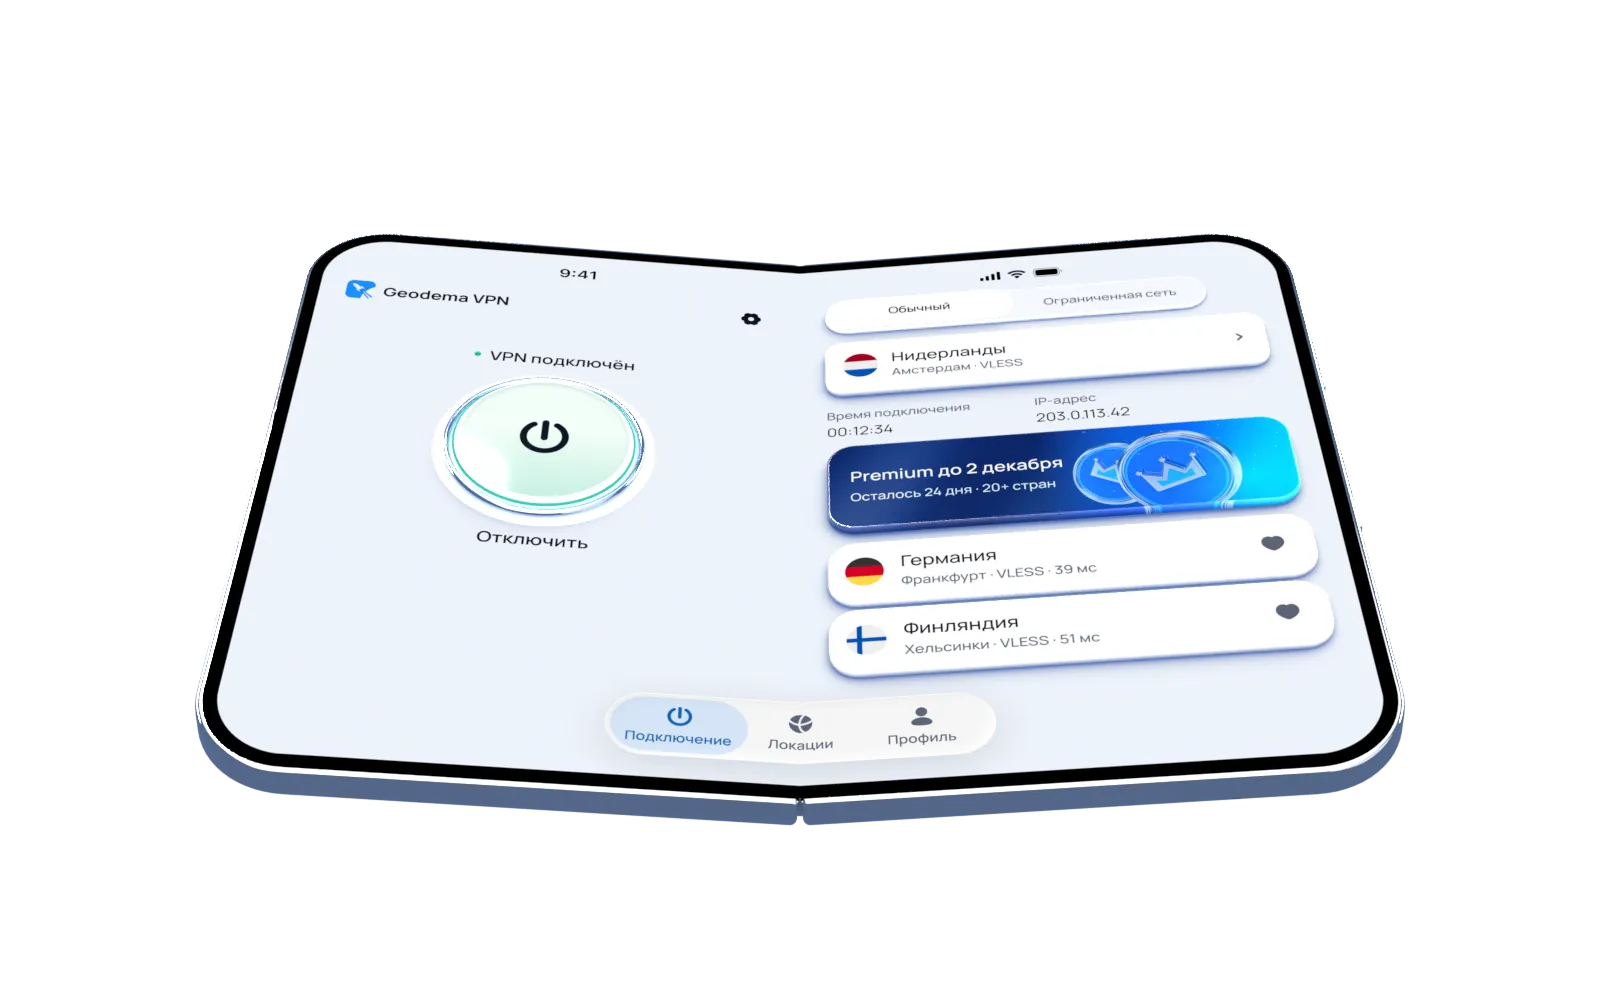 9:41
Geodema VPN
VPN подключён
Отключить
Обычный
Ограниченная сеть
Нидерланды
Амстердам · VLESS
Время подключения
00:12:34
IP-адрес
203.0.113.42
Premium до 2 декабря
Осталось 24 дня · 20+ стран
Германия
Франкфурт · VLESS · 39 мс
Финляндия
Хельсинки · VLESS · 51 мс
Подключение
Локации
Профиль